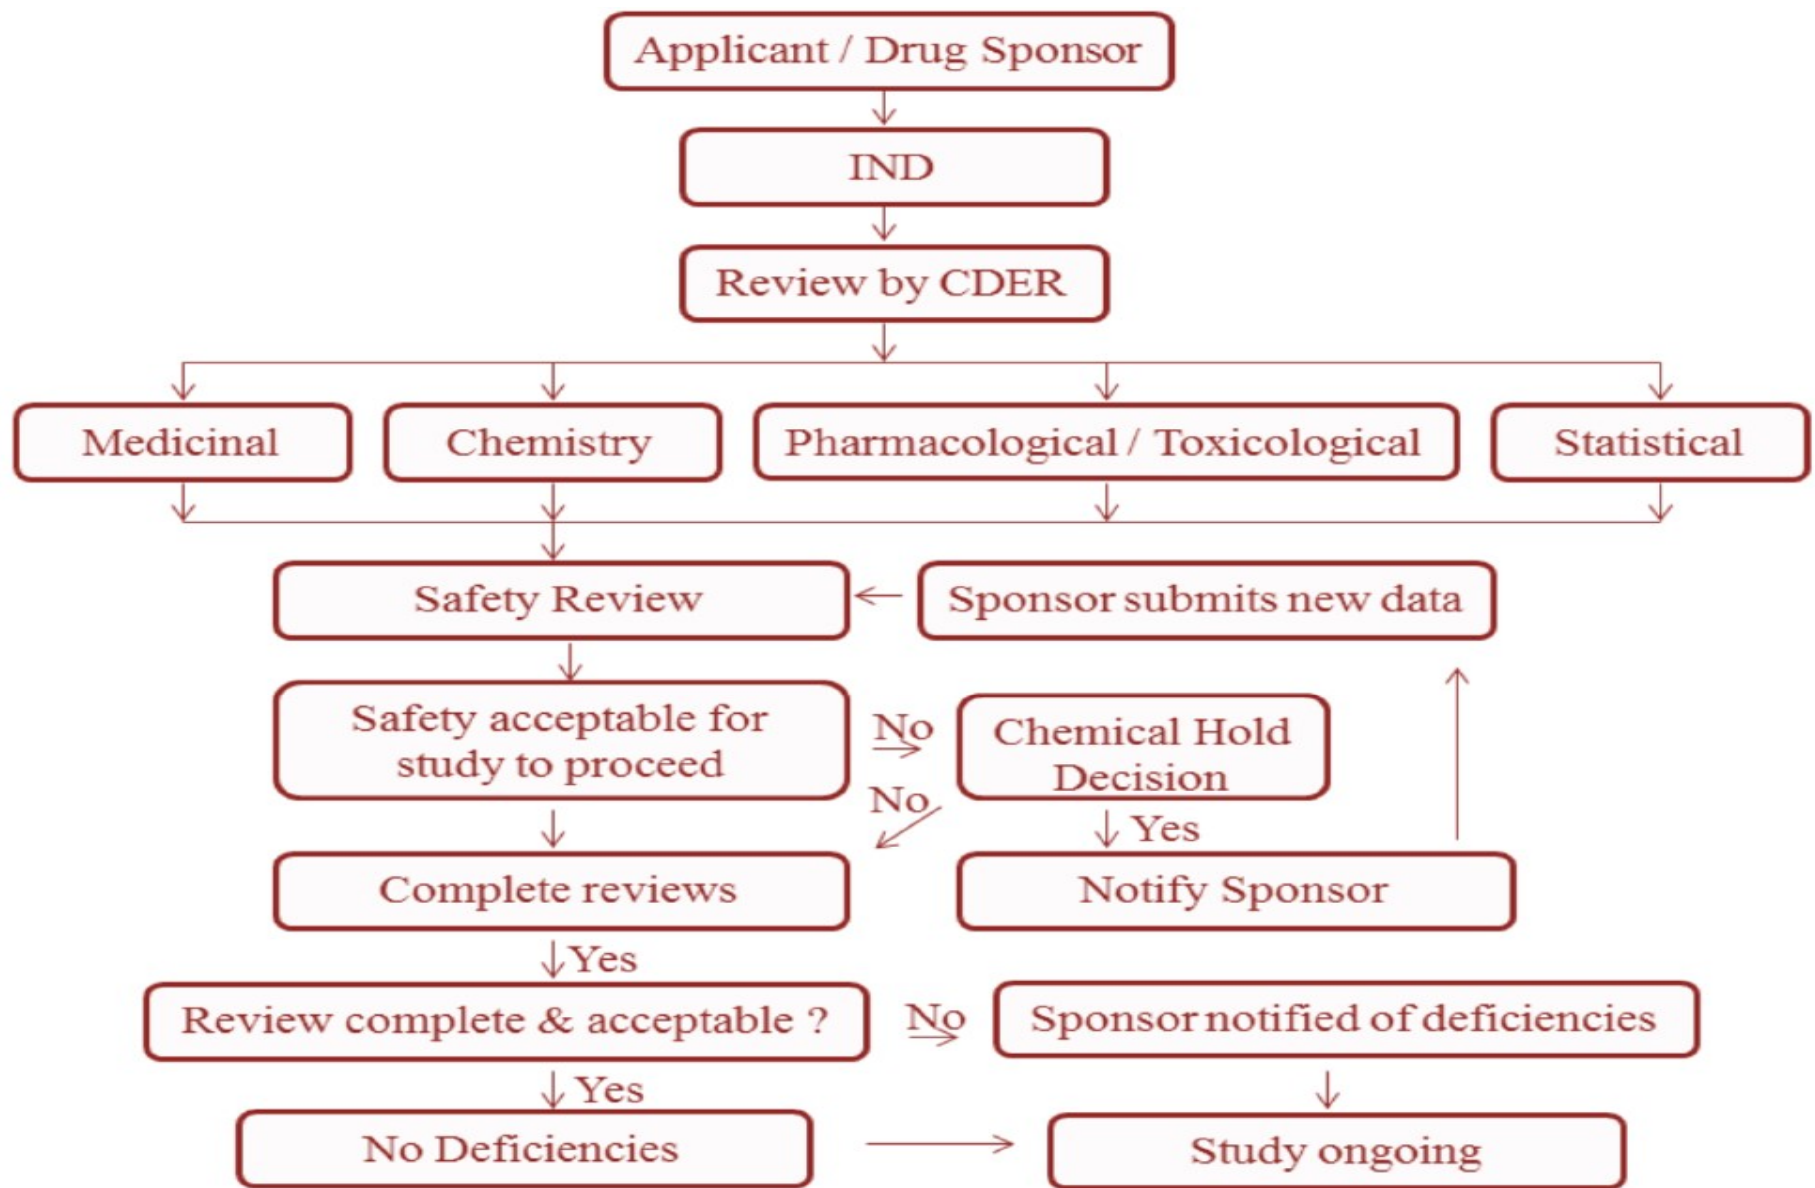 Applicant / Drug Sponsor
IND
Review by CDER
Medicinal
Chemistry
Pharmacological / Toxicological
Statistical
Safety Review
Sponsor submits new data
Safety acceptable for
study to proceed
No
Chemical Hold
Decision
No
Yes
Complete reviews
Notify Sponsor
Yes
Review complete & acceptable ?
No
Sponsor notified of deficiencies
Yes
No Deficiencies
Study ongoing